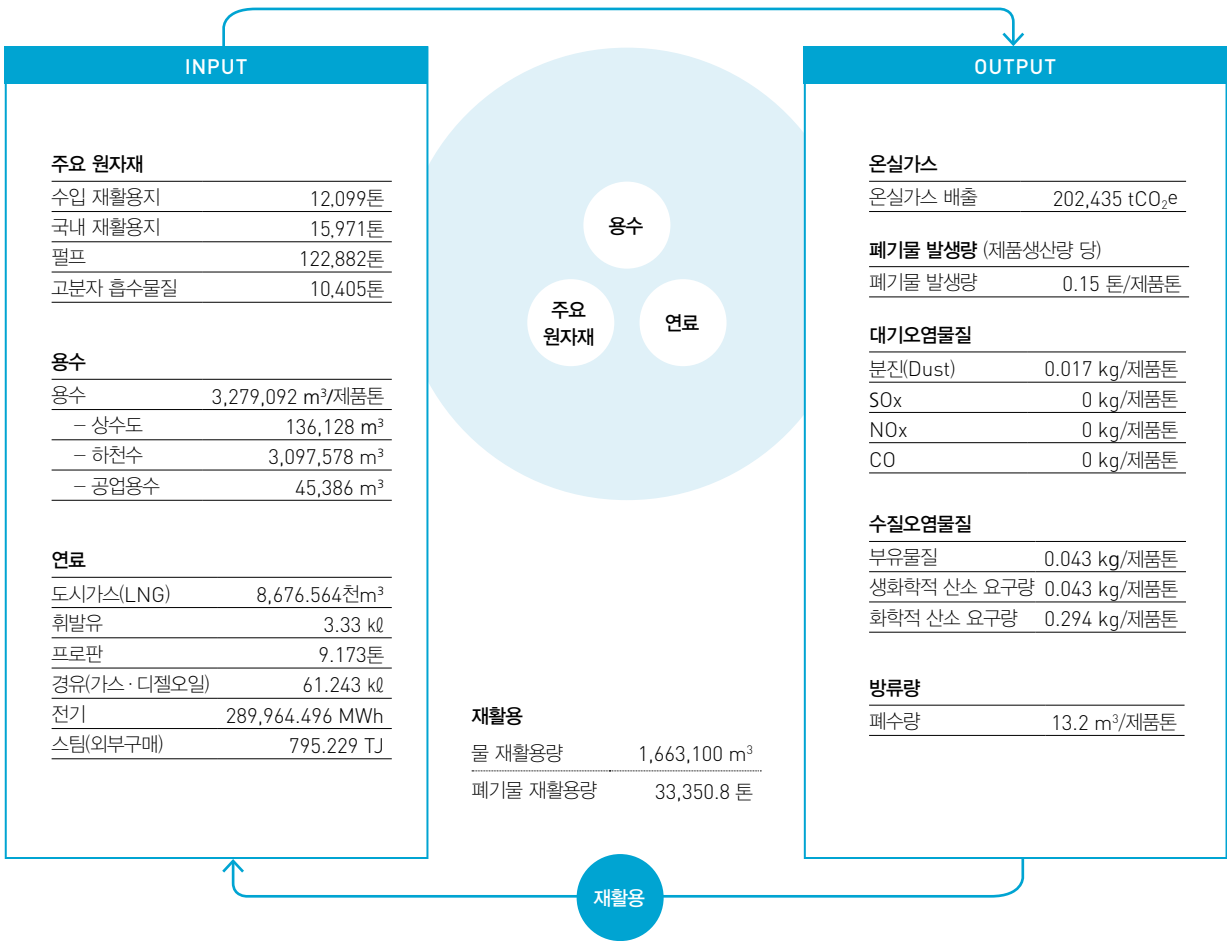 INPUT
주요 원자재
수입 재활용지 12,099톤
국내 재활용지 15,971톤
펄프 122,882톤
고분자 흡수물질 10,405톤
용수
용수 3,279,092 m³/제품톤
– 상수도 136,128 m³
– 하천수 3,097,578 m³
– 공업용수 45,386 m³
연료
도시가스(LNG) 8,676.564천m³
휘발유 3.33 ㎘
프로판 9.173톤
경유(가스·디젤오일) 61.243 ㎘
전기 289,964.496 MWh
스팀(외부구매) 795.229 TJ
용수
주요
원자재
연료
재활용
물 재활용량 1,663,100 m³
폐기물 재활용량 33,350.8 톤
재활용
OUTPUT
온실가스
온실가스 배출 202,435 tCO₂e
폐기물 발생량 (제품생산량 당)
폐기물 발생량 0.15 톤/제품톤
대기오염물질
분진(Dust) 0.017 kg/제품톤
SOx 0 kg/제품톤
NOx 0 kg/제품톤
CO 0 kg/제품톤
수질오염물질
부유물질 0.043 kg/제품톤
생화학적 산소 요구량 0.043 kg/제품톤
화학적 산소 요구량 0.294 kg/제품톤
방류량
폐수량 13.2 m³/제품톤